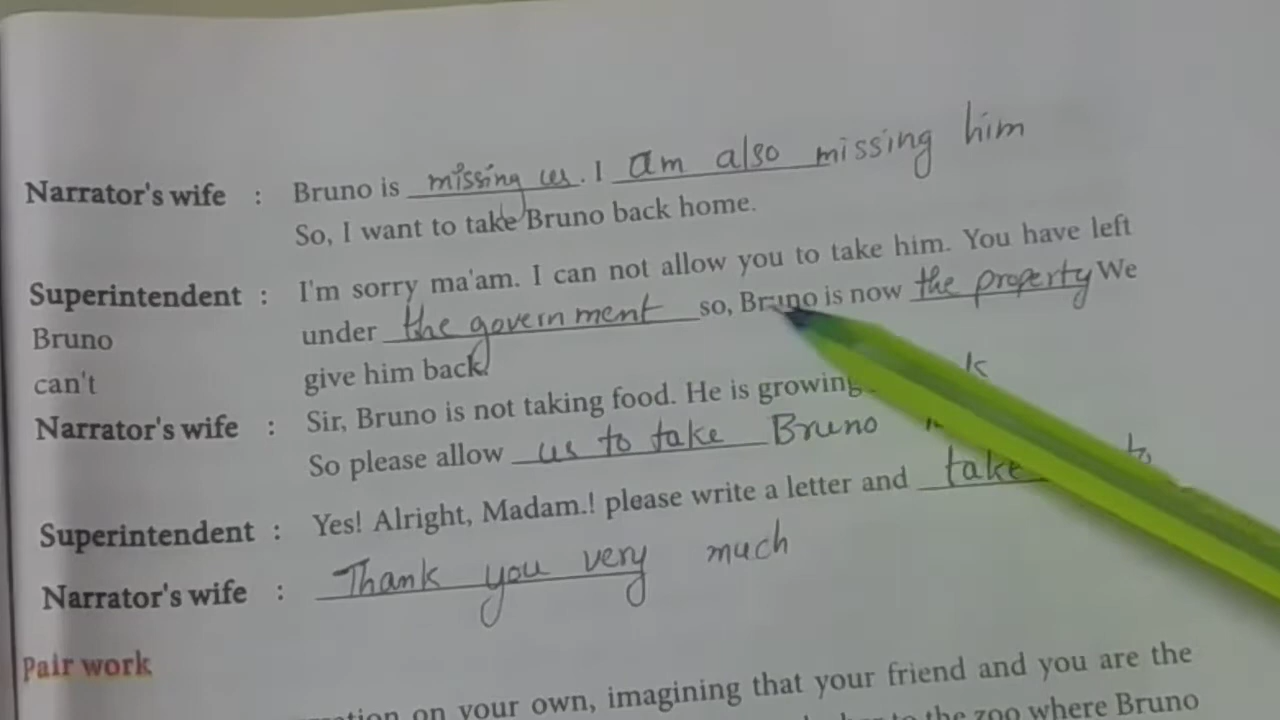 Narrator's wife : Bruno is missing us. I am also missing him
So, I want to take Bruno back home.
Superintendent : I'm sorry ma'am. I can not allow you to take him. You have left
Bruno under the government so, Bruno is now the property We
can't give him back.
Narrator's wife : Sir, Bruno is not taking food. He is growing
So please allow us to take Bruno
Superintendent : Yes! Alright, Madam.! please write a letter and take
Narrator's wife : Thank you very much
Pair work
on your own, imagining that your friend and you are the
to the zoo where Bruno